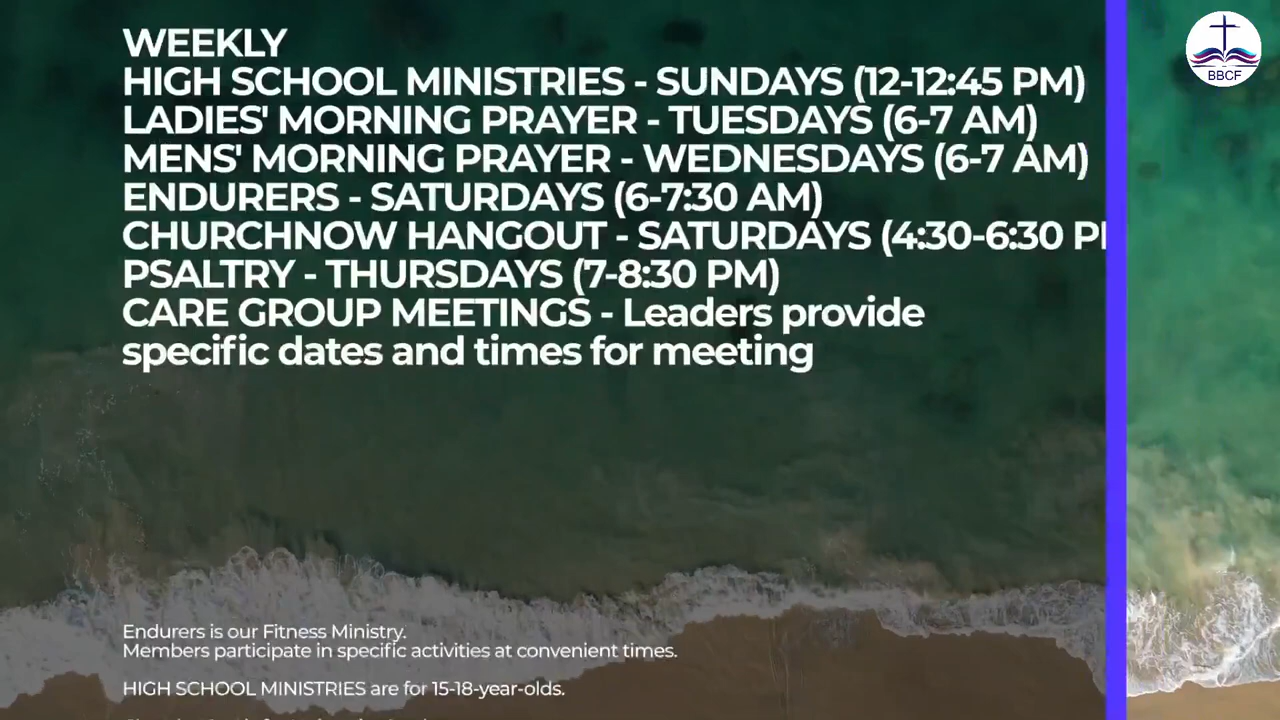 WEEKLY
HIGH SCHOOL MINISTRIES - SUNDAYS (12-12:45 PM)
LADIES' MORNING PRAYER - TUESDAYS (6-7 AM)
MENS' MORNING PRAYER - WEDNESDAYS (6-7 AM)
ENDURERS - SATURDAYS (6-7:30 AM)
CHURCHNOW HANGOUT - SATURDAYS (4:30-6:30 P
PSALTRY - THURSDAYS (7-8:30 PM)
CARE GROUP MEETINGS - Leaders provide
specific dates and times for meeting
Endurers is our Fitness Ministry.
Members participate in specific activities at convenient times.
HIGH SCHOOL MINISTRIES are for 15-18-year-olds.
BBCF